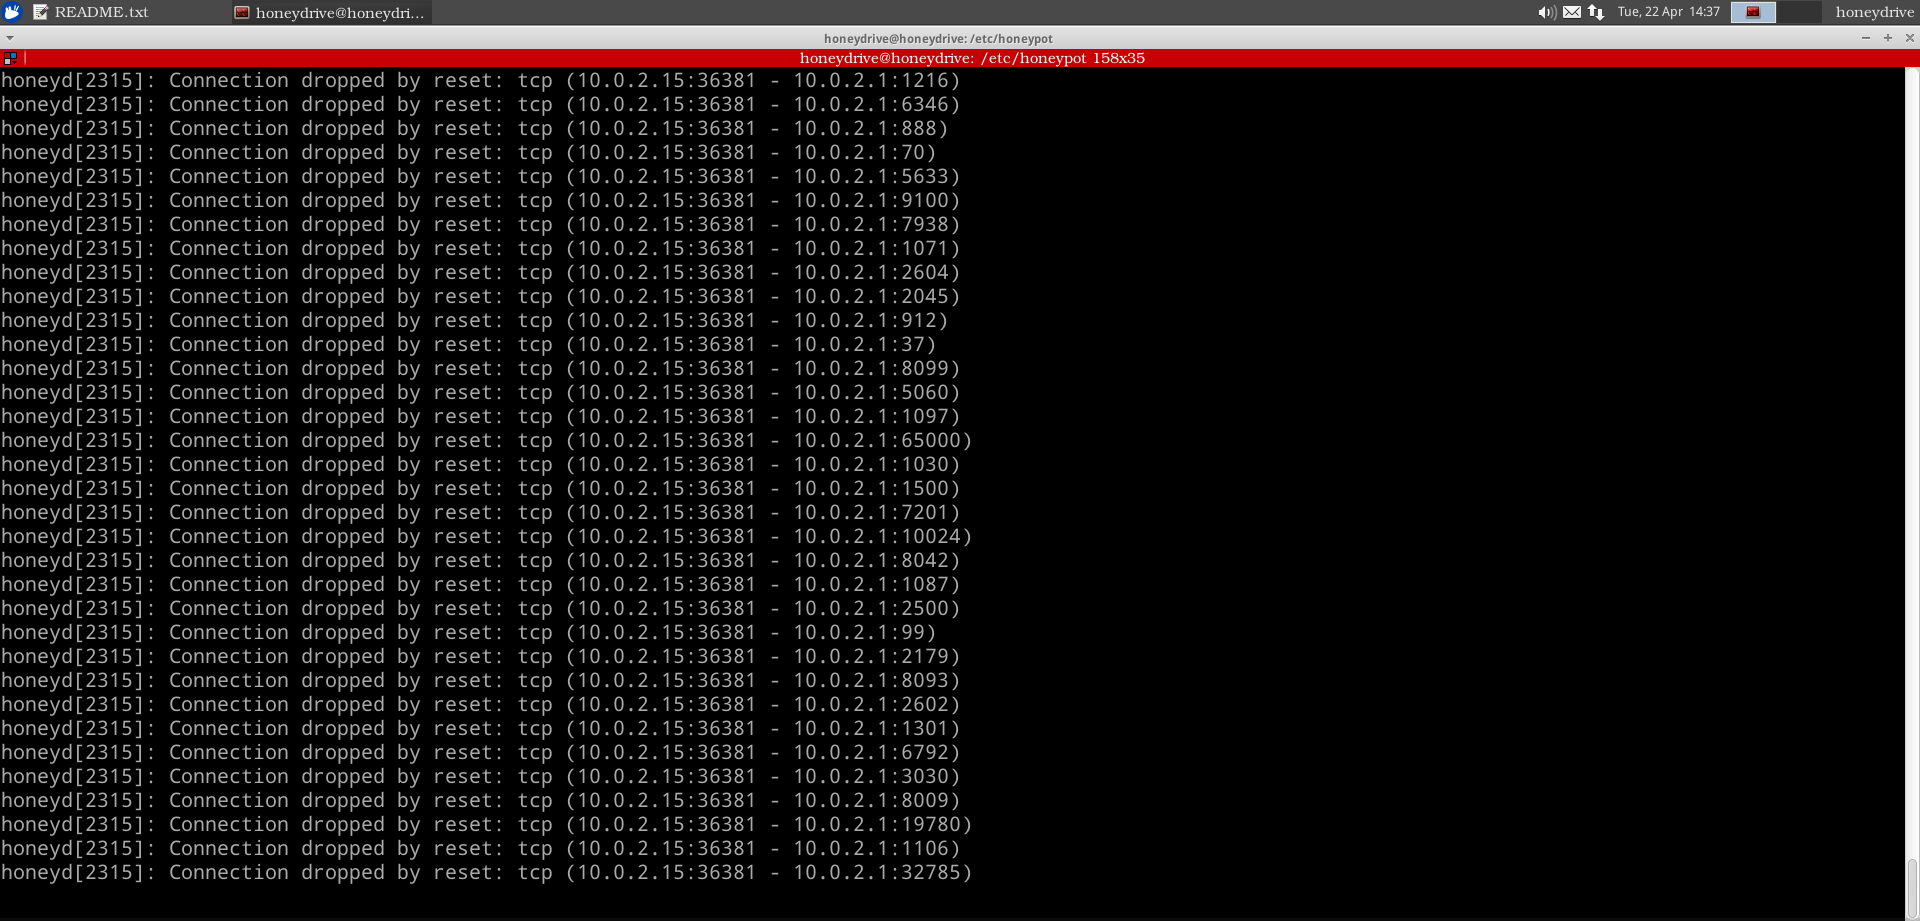 README.txt honeydrive@honeydri... Tue, 22 Apr 14:37 honeydrive
honeydrive@honeydrive: /etc/honeypot
honeydrive@honeydrive: /etc/honeypot 158x35
honeyd[2315]: Connection dropped by reset: tcp (10.0.2.15:36381 - 10.0.2.1:1216)
honeyd[2315]: Connection dropped by reset: tcp (10.0.2.15:36381 - 10.0.2.1:6346)
honeyd[2315]: Connection dropped by reset: tcp (10.0.2.15:36381 - 10.0.2.1:888)
honeyd[2315]: Connection dropped by reset: tcp (10.0.2.15:36381 - 10.0.2.1:70)
honeyd[2315]: Connection dropped by reset: tcp (10.0.2.15:36381 - 10.0.2.1:5633)
honeyd[2315]: Connection dropped by reset: tcp (10.0.2.15:36381 - 10.0.2.1:9100)
honeyd[2315]: Connection dropped by reset: tcp (10.0.2.15:36381 - 10.0.2.1:7938)
honeyd[2315]: Connection dropped by reset: tcp (10.0.2.15:36381 - 10.0.2.1:1071)
honeyd[2315]: Connection dropped by reset: tcp (10.0.2.15:36381 - 10.0.2.1:2604)
honeyd[2315]: Connection dropped by reset: tcp (10.0.2.15:36381 - 10.0.2.1:2045)
honeyd[2315]: Connection dropped by reset: tcp (10.0.2.15:36381 - 10.0.2.1:912)
honeyd[2315]: Connection dropped by reset: tcp (10.0.2.15:36381 - 10.0.2.1:37)
honeyd[2315]: Connection dropped by reset: tcp (10.0.2.15:36381 - 10.0.2.1:8099)
honeyd[2315]: Connection dropped by reset: tcp (10.0.2.15:36381 - 10.0.2.1:5060)
honeyd[2315]: Connection dropped by reset: tcp (10.0.2.15:36381 - 10.0.2.1:1097)
honeyd[2315]: Connection dropped by reset: tcp (10.0.2.15:36381 - 10.0.2.1:65000)
honeyd[2315]: Connection dropped by reset: tcp (10.0.2.15:36381 - 10.0.2.1:1030)
honeyd[2315]: Connection dropped by reset: tcp (10.0.2.15:36381 - 10.0.2.1:1500)
honeyd[2315]: Connection dropped by reset: tcp (10.0.2.15:36381 - 10.0.2.1:7201)
honeyd[2315]: Connection dropped by reset: tcp (10.0.2.15:36381 - 10.0.2.1:10024)
honeyd[2315]: Connection dropped by reset: tcp (10.0.2.15:36381 - 10.0.2.1:8042)
honeyd[2315]: Connection dropped by reset: tcp (10.0.2.15:36381 - 10.0.2.1:1087)
honeyd[2315]: Connection dropped by reset: tcp (10.0.2.15:36381 - 10.0.2.1:2500)
honeyd[2315]: Connection dropped by reset: tcp (10.0.2.15:36381 - 10.0.2.1:99)
honeyd[2315]: Connection dropped by reset: tcp (10.0.2.15:36381 - 10.0.2.1:2179)
honeyd[2315]: Connection dropped by reset: tcp (10.0.2.15:36381 - 10.0.2.1:8093)
honeyd[2315]: Connection dropped by reset: tcp (10.0.2.15:36381 - 10.0.2.1:2602)
honeyd[2315]: Connection dropped by reset: tcp (10.0.2.15:36381 - 10.0.2.1:1301)
honeyd[2315]: Connection dropped by reset: tcp (10.0.2.15:36381 - 10.0.2.1:6792)
honeyd[2315]: Connection dropped by reset: tcp (10.0.2.15:36381 - 10.0.2.1:3030)
honeyd[2315]: Connection dropped by reset: tcp (10.0.2.15:36381 - 10.0.2.1:8009)
honeyd[2315]: Connection dropped by reset: tcp (10.0.2.15:36381 - 10.0.2.1:19780)
honeyd[2315]: Connection dropped by reset: tcp (10.0.2.15:36381 - 10.0.2.1:1106)
honeyd[2315]: Connection dropped by reset: tcp (10.0.2.15:36381 - 10.0.2.1:32785)